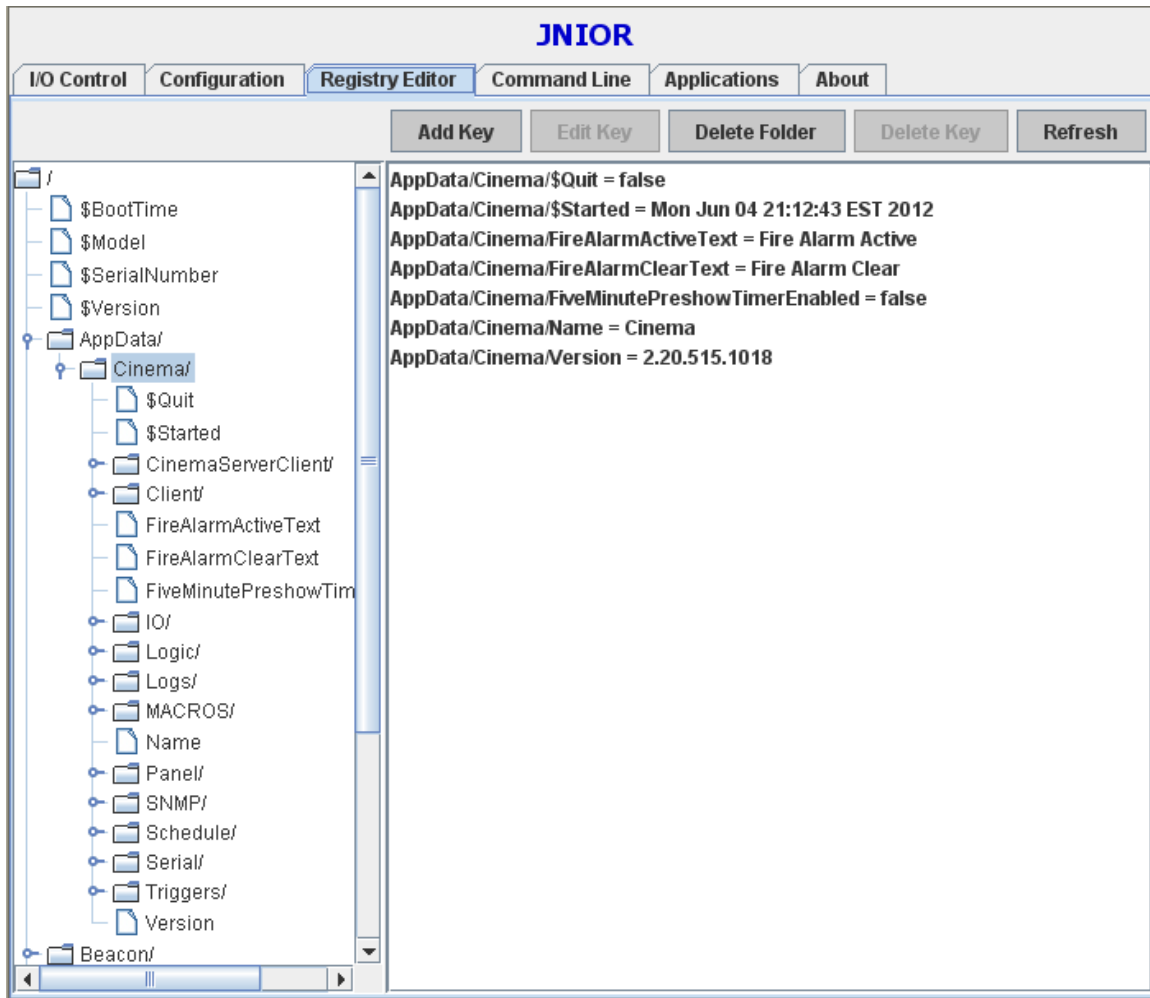 JNIOR
I/O Control Configuration Registry Editor Command Line Applications About
Add Key Edit Key Delete Folder Delete Key Refresh
/
$BootTime
$Model
$SerialNumber
$Version
AppData/
Cinema/
$Quit
$Started
CinemaServerClient/
Client/
FireAlarmActiveText
FireAlarmClearText
FiveMinutePreshowTim
IO/
Logic/
Logs/
MACROS/
Name
Panel/
SNMP/
Schedule/
Serial/
Triggers/
Version
Beacon/
AppData/Cinema/$Quit = false
AppData/Cinema/$Started = Mon Jun 04 21:12:43 EST 2012
AppData/Cinema/FireAlarmActiveText = Fire Alarm Active
AppData/Cinema/FireAlarmClearText = Fire Alarm Clear
AppData/Cinema/FiveMinutePreshowTimerEnabled = false
AppData/Cinema/Name = Cinema
AppData/Cinema/Version = 2.20.515.1018